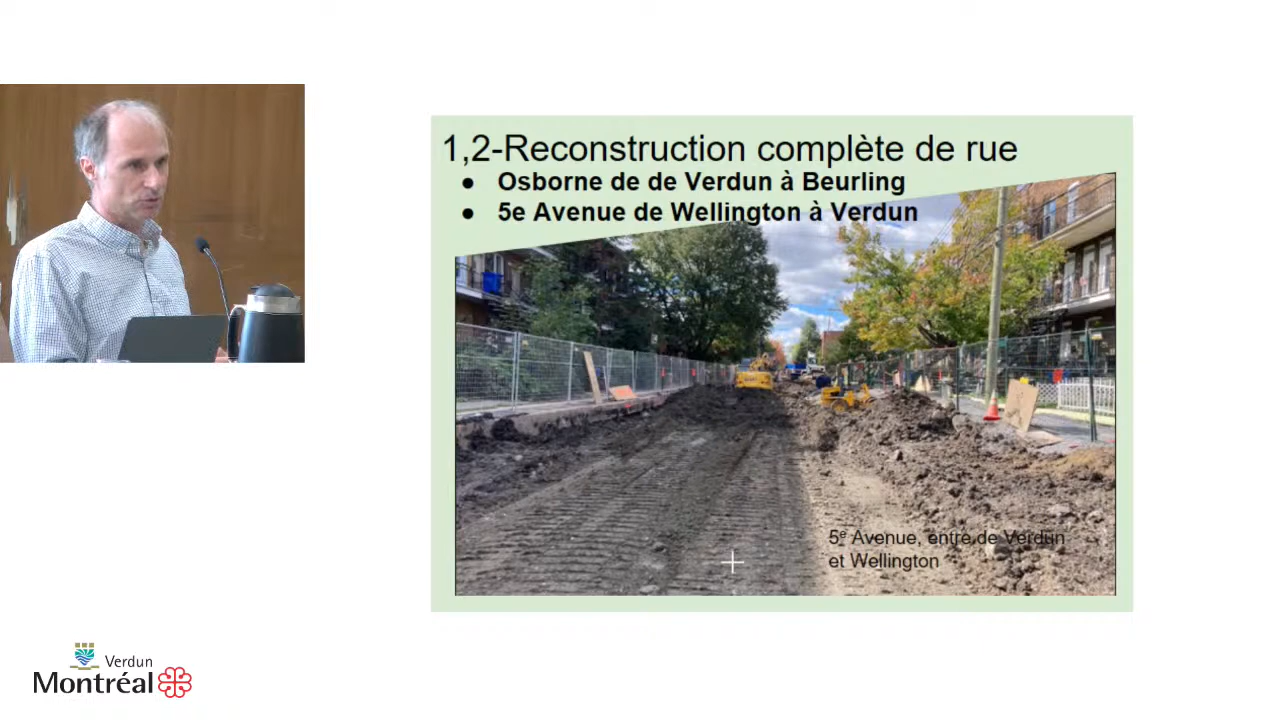 1,2-Reconstruction complète de rue
● Osborne de de Verdun à Beurling
● 5e Avenue de Wellington à Verdun
5e Avenue, entre de Verdun
et Wellington
Verdun
Montréal